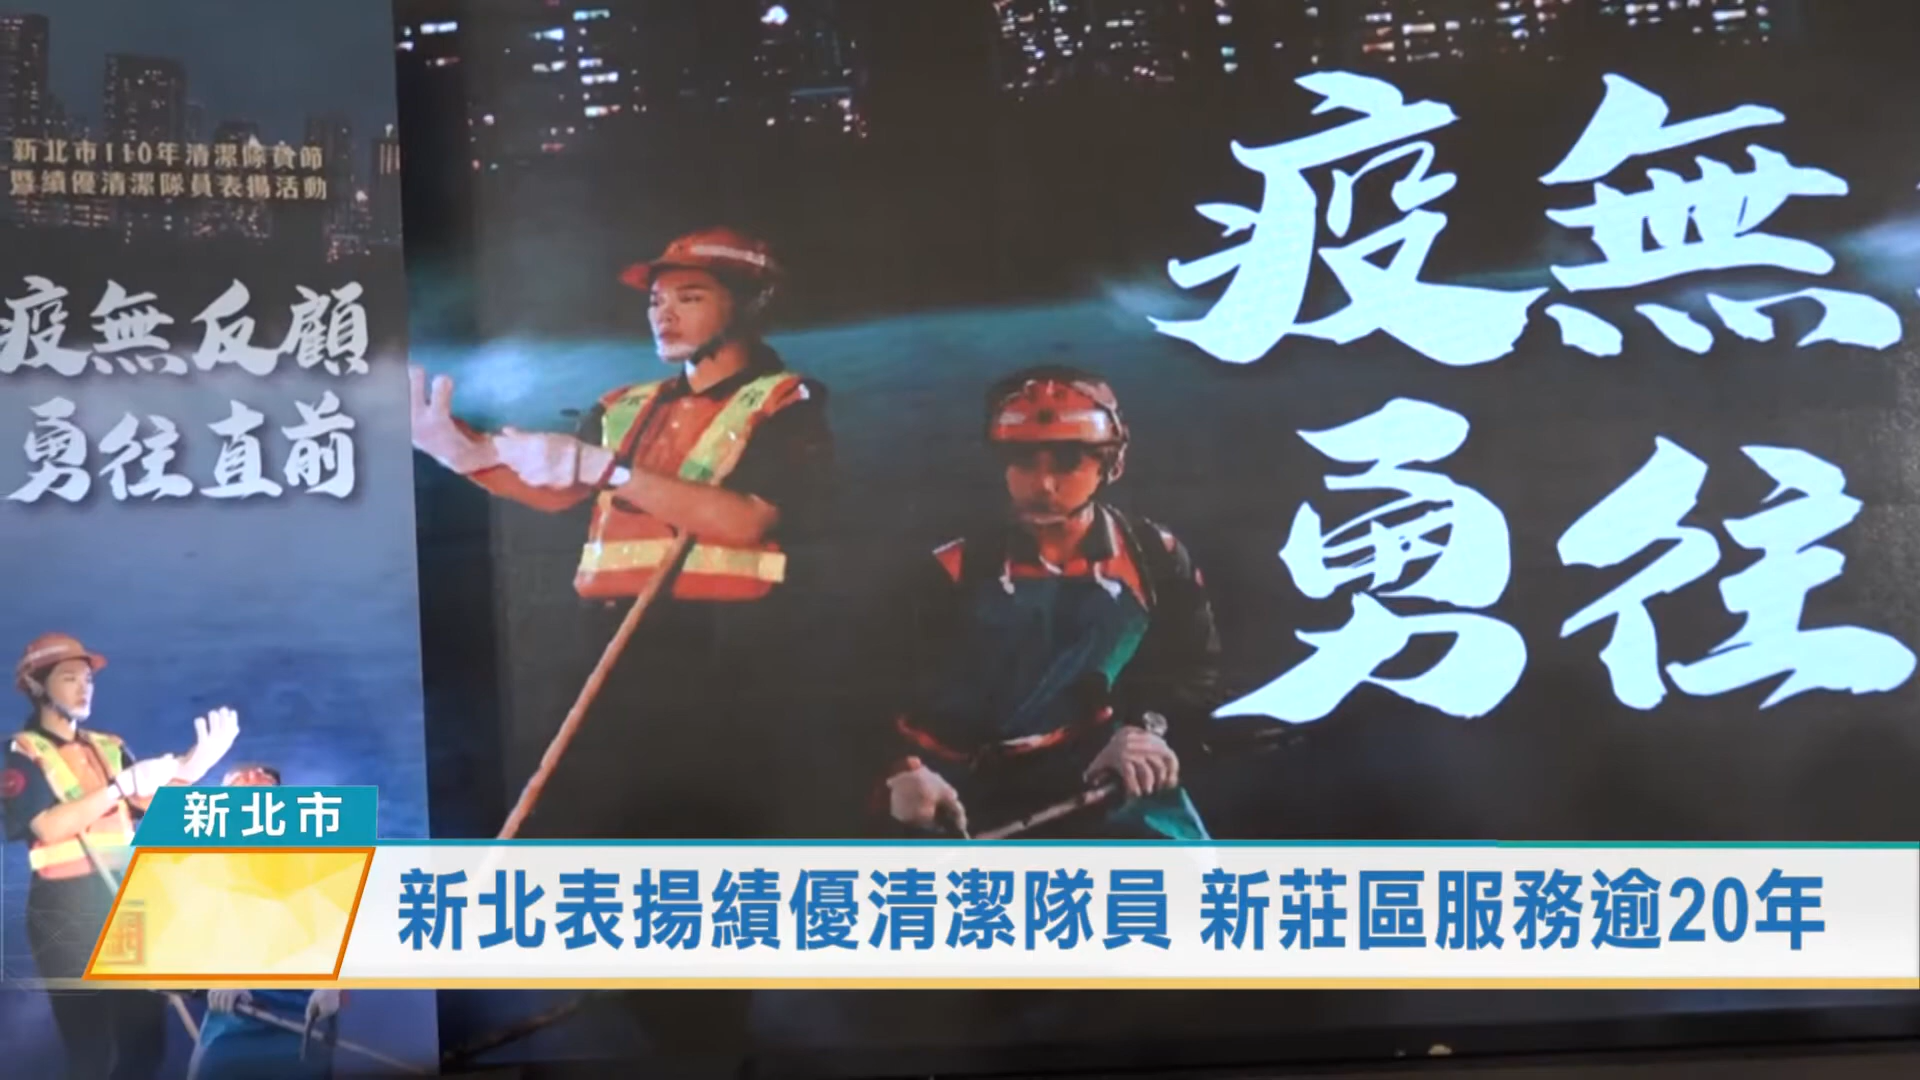 新北市110年清潔隊員節
暨績優清潔隊員表揚活動
疫無反顧
勇往直前
疫無
勇往
新北市
新北表揚績優清潔隊員 新莊區服務逾20年